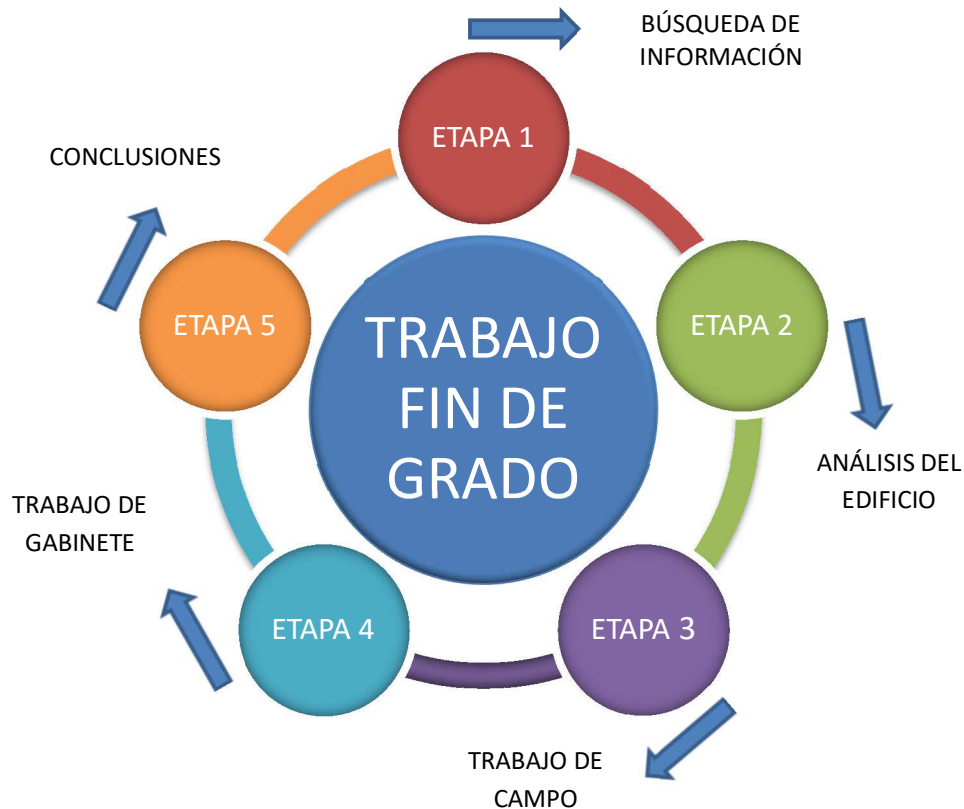 BÚSQUEDA DE
INFORMACIÓN
ETAPA 1
CONCLUSIONES
ETAPA 2
ETAPA 5
TRABAJO
FIN DE
GRADO
ANÁLISIS DEL
EDIFICIO
TRABAJO DE
GABINETE
ETAPA 3
ETAPA 4
TRABAJO DE
CAMPO